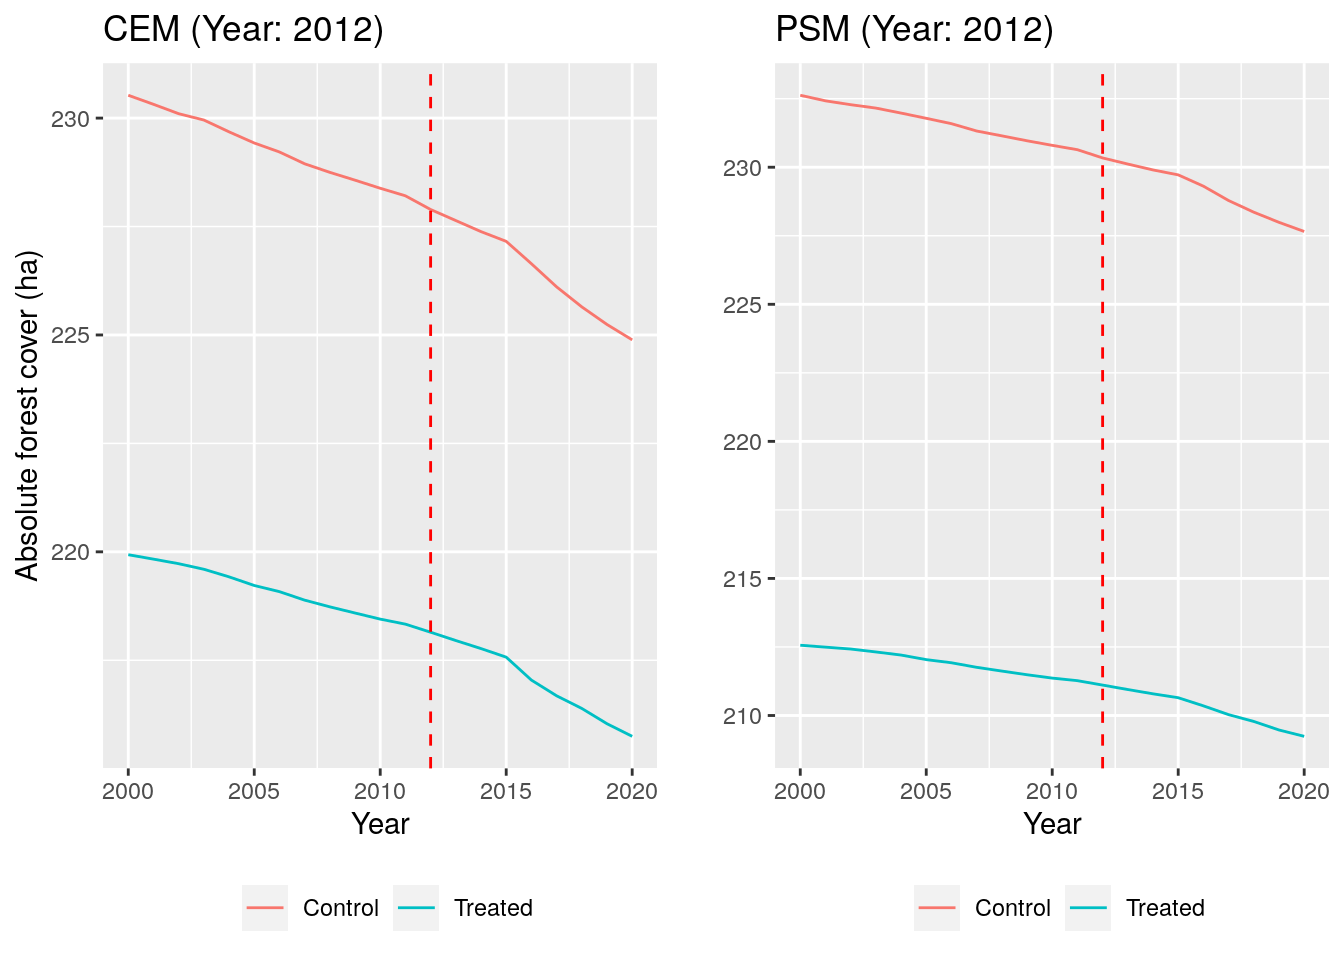 CEM (Year: 2012)
Absolute forest cover (ha)
230
225
220
2000 2005 2010 2015 2020
Year
Control Treated
PSM (Year: 2012)
230
225
220
215
210
2000 2005 2010 2015 2020
Year
Control Treated